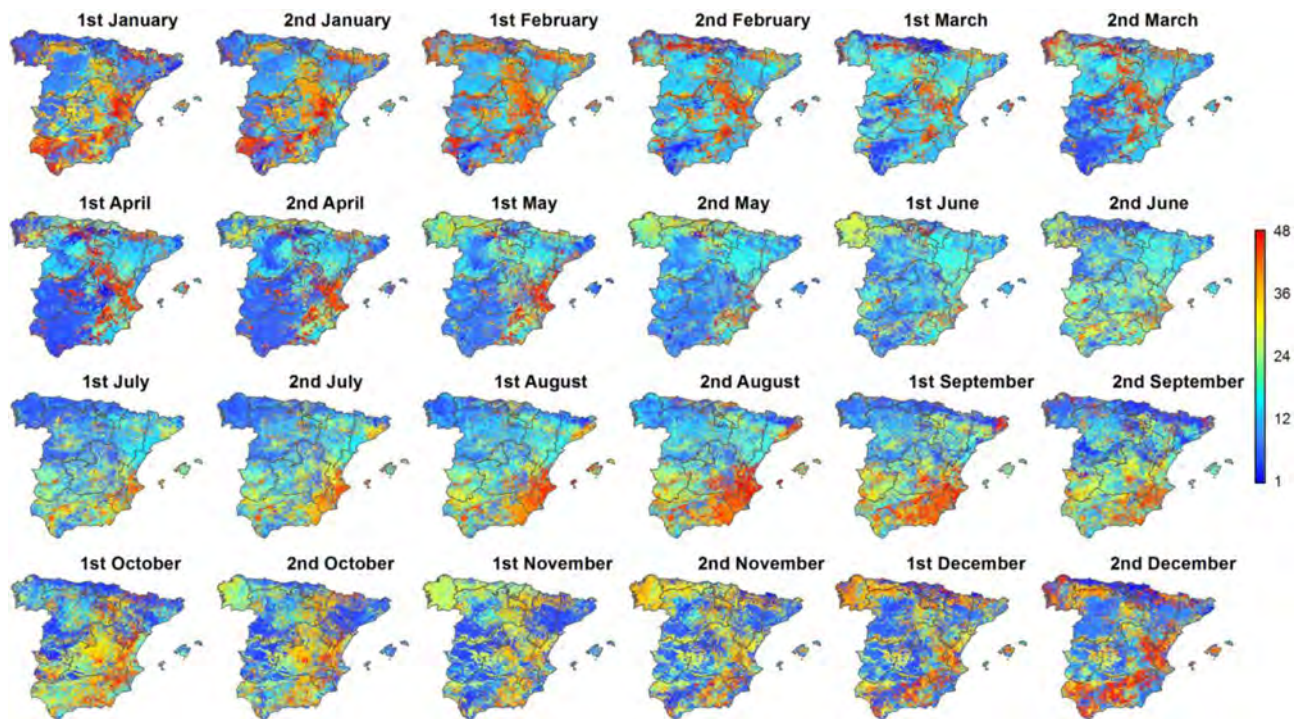 1st January 2nd January 1st February 2nd February 1st March 2nd March
1st April 2nd April 1st May 2nd May 1st June 2nd June
48
36
24
12
1
1st July 2nd July 1st August 2nd August 1st September 2nd September
1st October 2nd October 1st November 2nd November 1st December 2nd December